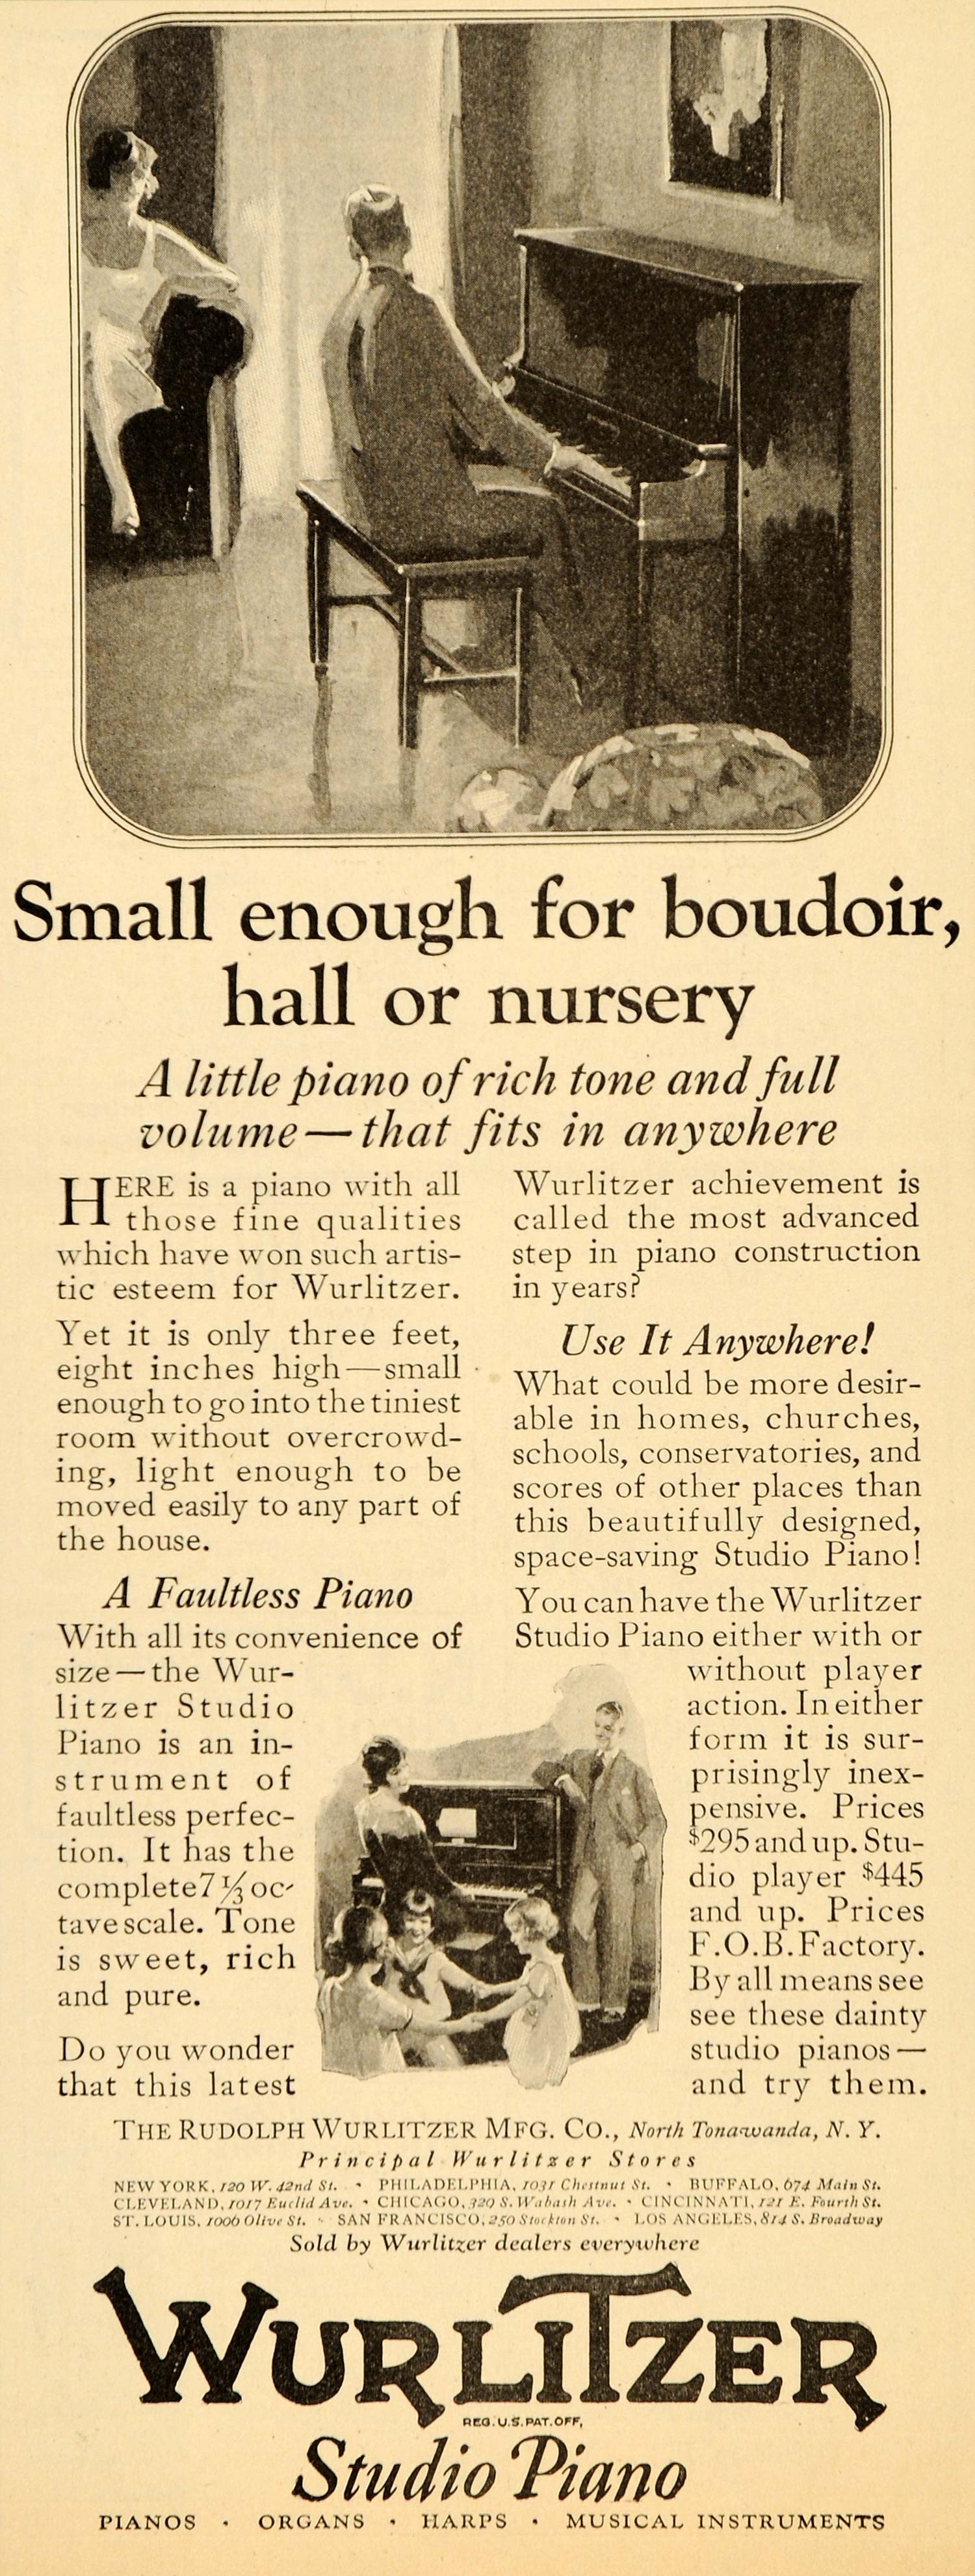 Small enough for boudoir,
hall or nursery
A little piano of rich tone and full
volume—that fits in anywhere
HERE is a piano with all
those fine qualities
which have won such artis-
tic esteem for Wurlitzer.
Yet it is only three feet,
eight inches high—small
enough to go into the tiniest
room without overcrowd-
ing, light enough to be
moved easily to any part of
the house.
A Faultless Piano
With all its convenience of
size—the Wur-
litzer Studio
Piano is an in-
strument of
faultless perfec-
tion. It has the
complete 7⅓ oc-
tave scale. Tone
is sweet, rich
and pure.
Do you wonder
that this latest
Wurlitzer achievement is
called the most advanced
step in piano construction
in years?
Use It Anywhere!
What could be more desir-
able in homes, churches,
schools, conservatories, and
scores of other places than
this beautifully designed,
space-saving Studio Piano!
You can have the Wurlitzer
Studio Piano either with or
without player
action. In either
form it is sur-
prisingly inex-
pensive. Prices
$295 and up. Stu-
dio player $445
and up. Prices
F.O.B. Factory.
By all means see
see these dainty
studio pianos—
and try them.
THE RUDOLPH WURLITZER MFG. CO., North Tonawanda, N. Y.
Principal Wurlitzer Stores
NEW YORK, 120 W. 42nd St. • PHILADELPHIA, 1031 Chestnut St. • BUFFALO, 674 Main St.
CLEVELAND, 1017 Euclid Ave. • CHICAGO, 329 S. Wabash Ave. • CINCINNATI, 121 E. Fourth St.
ST. LOUIS, 1006 Olive St. • SAN FRANCISCO, 250 Stockton St. • LOS ANGELES, 814 S. Broadway
Sold by Wurlitzer dealers everywhere
WURLITZER
REG. U.S. PAT. OFF.
Studio Piano
PIANOS • ORGANS • HARPS • MUSICAL INSTRUMENTS